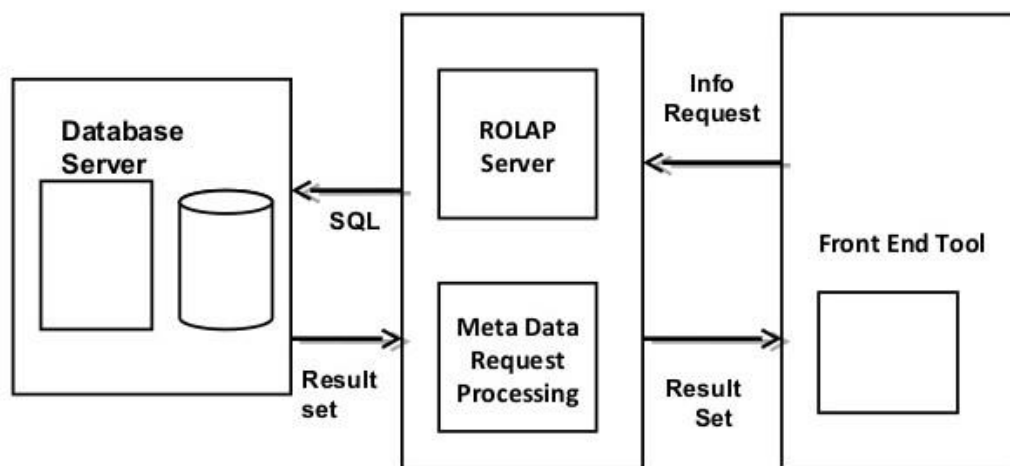 Database
Server
SQL
Result
set
ROLAP
Server
Meta Data
Request
Processing
Info
Request
Result
Set
Front End Tool